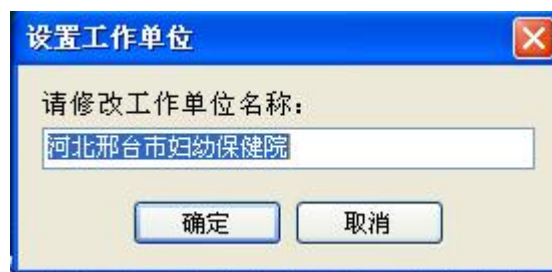 设置工作单位
请修改工作单位名称：
河北邢台市妇幼保健院
确定
取消